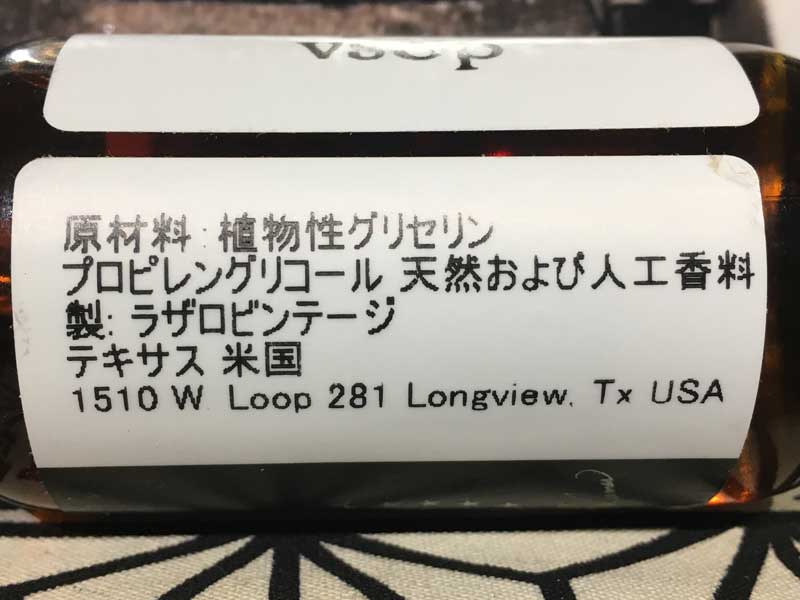 vsop
原材料:植物性グリセリン
プロピレングリコール 天然および人工香料
製: ラザロビンテージ
テキサス 米国
1510 W Loop 281 Longview, Tx USA